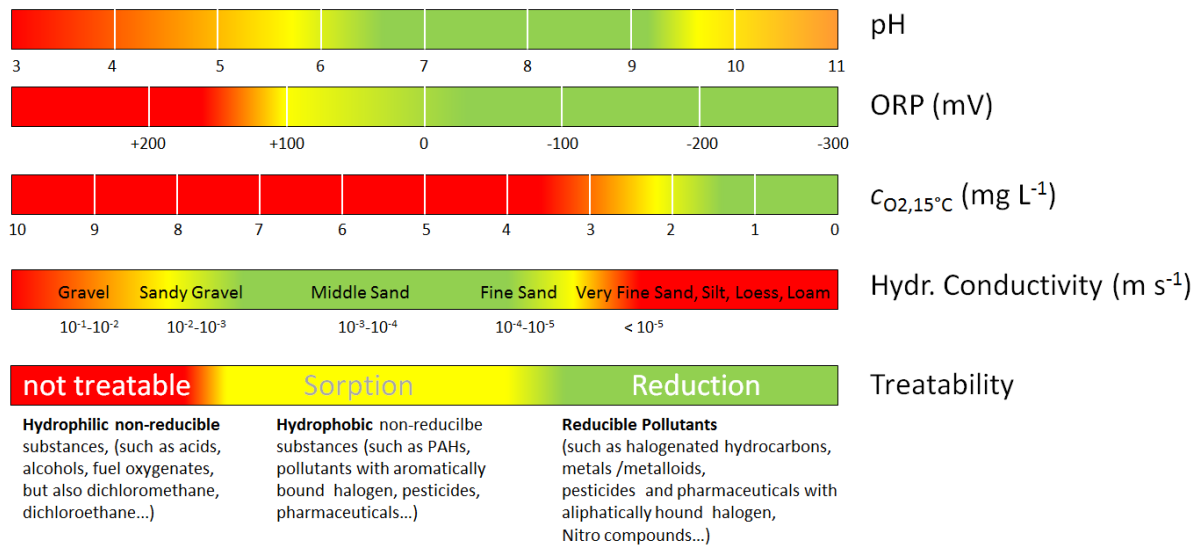 pH
3 4 5 6 7 8 9 10 11
ORP (mV)
+200 +100 0 -100 -200 -300
cO2,15°C (mg L-1)
10 9 8 7 6 5 4 3 2 1 0
Gravel Sandy Gravel Middle Sand Fine Sand Very Fine Sand, Silt, Loess, Loam
Hydr. Conductivity (m s-1)
10-1-10-2 10-2-10-3 10-3-10-4 10-4-10-5 < 10-5
not treatable Sorption Reduction
Treatability
Hydrophilic non-reducible
substances, (such as acids,
alcohols, fuel oxygenates,
but also dichloromethane,
dichloroethane...)
Hydrophobic non-reducilbe
substances (such as PAHs,
pollutants with aromatically
bound halogen, pesticides,
pharmaceuticals...)
Reducible Pollutants
(such as halogenated hydrocarbons,
metals /metalloids,
pesticides and pharmaceuticals with
aliphatically hound halogen,
Nitro compounds...)